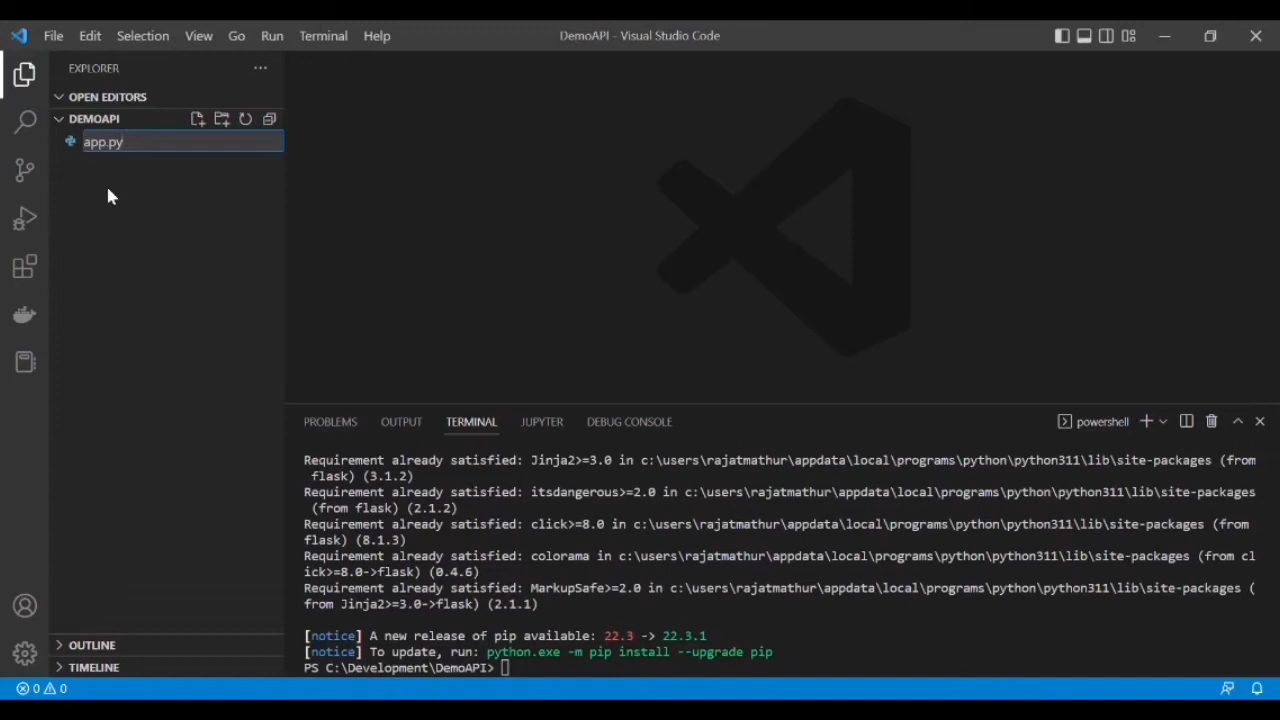 File Edit Selection View Go Run Terminal Help DemoAPI - Visual Studio Code
EXPLORER
OPEN EDITORS
DEMOAPI
app.py
PROBLEMS OUTPUT TERMINAL JUPYTER DEBUG CONSOLE powershell
Requirement already satisfied: Jinja2>=3.0 in c:\users\rajatmathur\appdata\local\programs\python\python311\lib\site-packages (from
flask) (3.1.2)
Requirement already satisfied: itsdangerous>=2.0 in c:\users\rajatmathur\appdata\local\programs\python\python311\lib\site-packages
(from flask) (2.1.2)
Requirement already satisfied: click>=8.0 in c:\users\rajatmathur\appdata\local\programs\python\python311\lib\site-packages (from
flask) (8.1.3)
Requirement already satisfied: colorama in c:\users\rajatmathur\appdata\local\programs\python\python311\lib\site-packages (from cl
ick>=8.0->flask) (0.4.6)
Requirement already satisfied: MarkupSafe>=2.0 in c:\users\rajatmathur\appdata\local\programs\python\python311\lib\site-packages (
from Jinja2>=3.0->flask) (2.1.1)
[notice] A new release of pip available: 22.3 -> 22.3.1
[notice] To update, run: python.exe -m pip install --upgrade pip
PS C:\Development\DemoAPI>
OUTLINE
TIMELINE
0 0